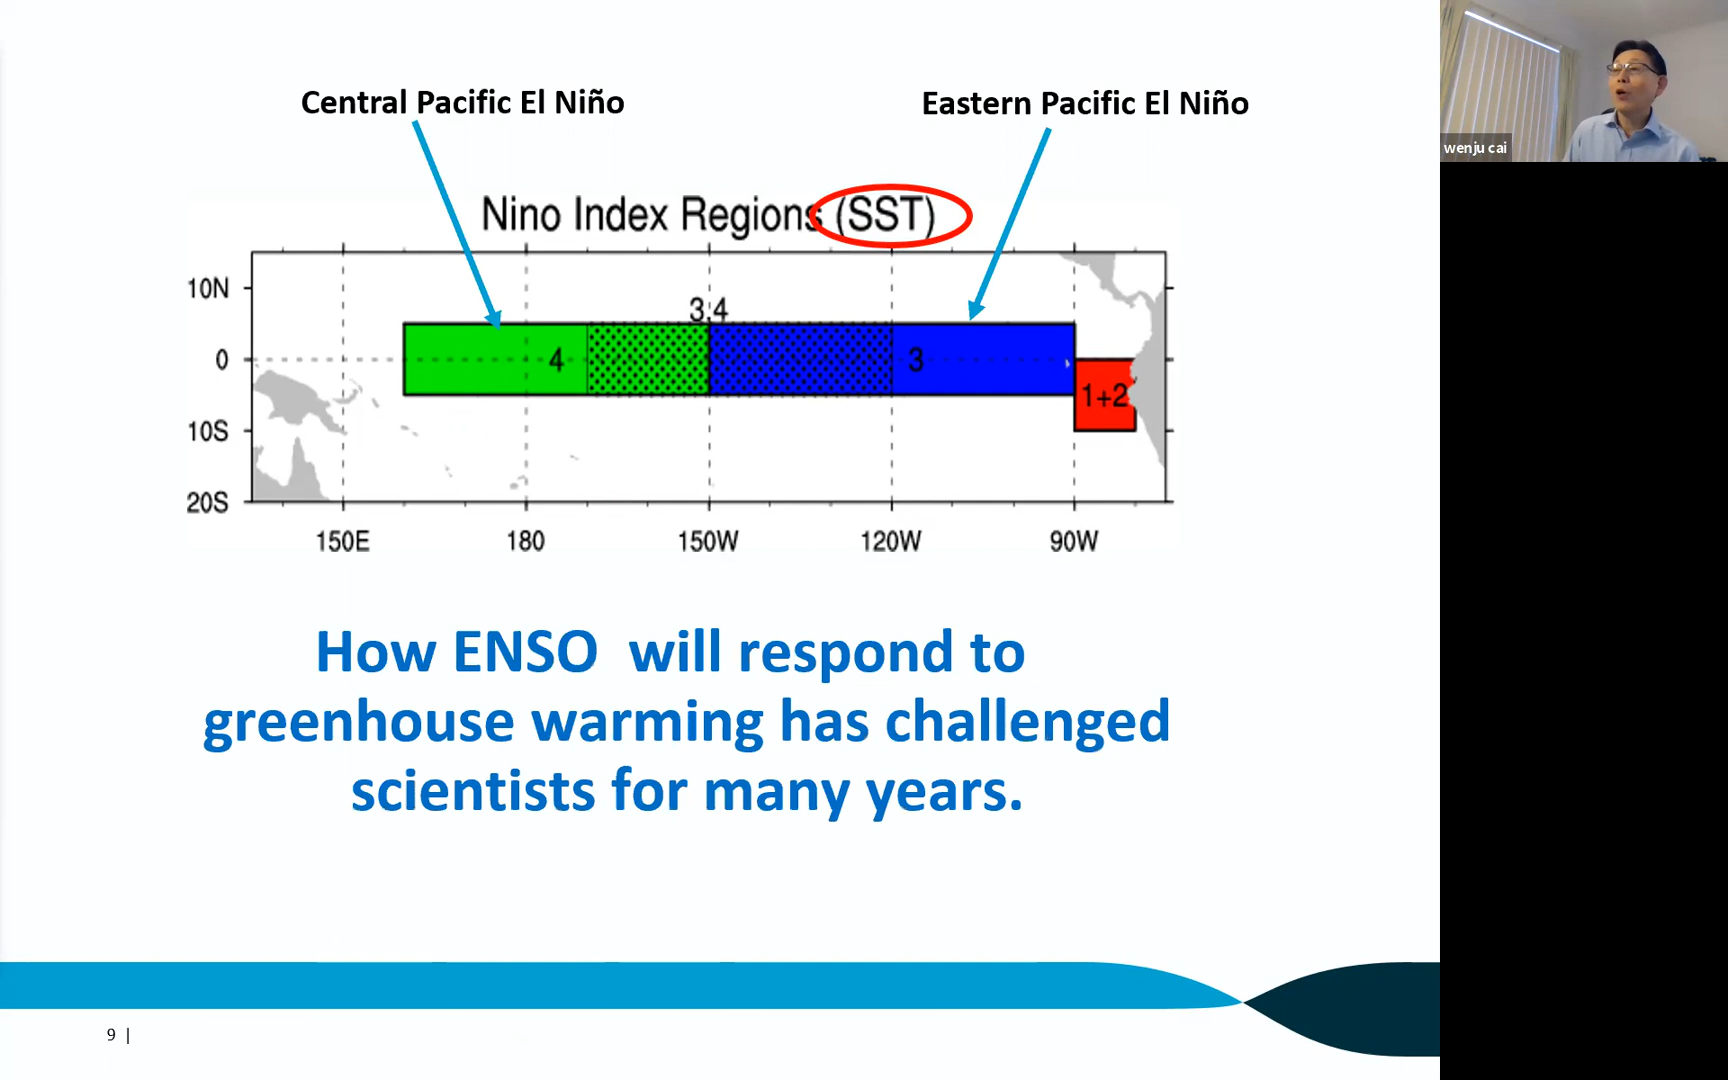 Central Pacific El Niño
Eastern Pacific El Niño
wenju cai
Nino Index Regions (SST)
10N
3.4
0
4
3
1+2
10S
20S
150E
180
150W
120W
90W
How ENSO  will respond to
greenhouse warming has challenged
scientists for many years.
9 |